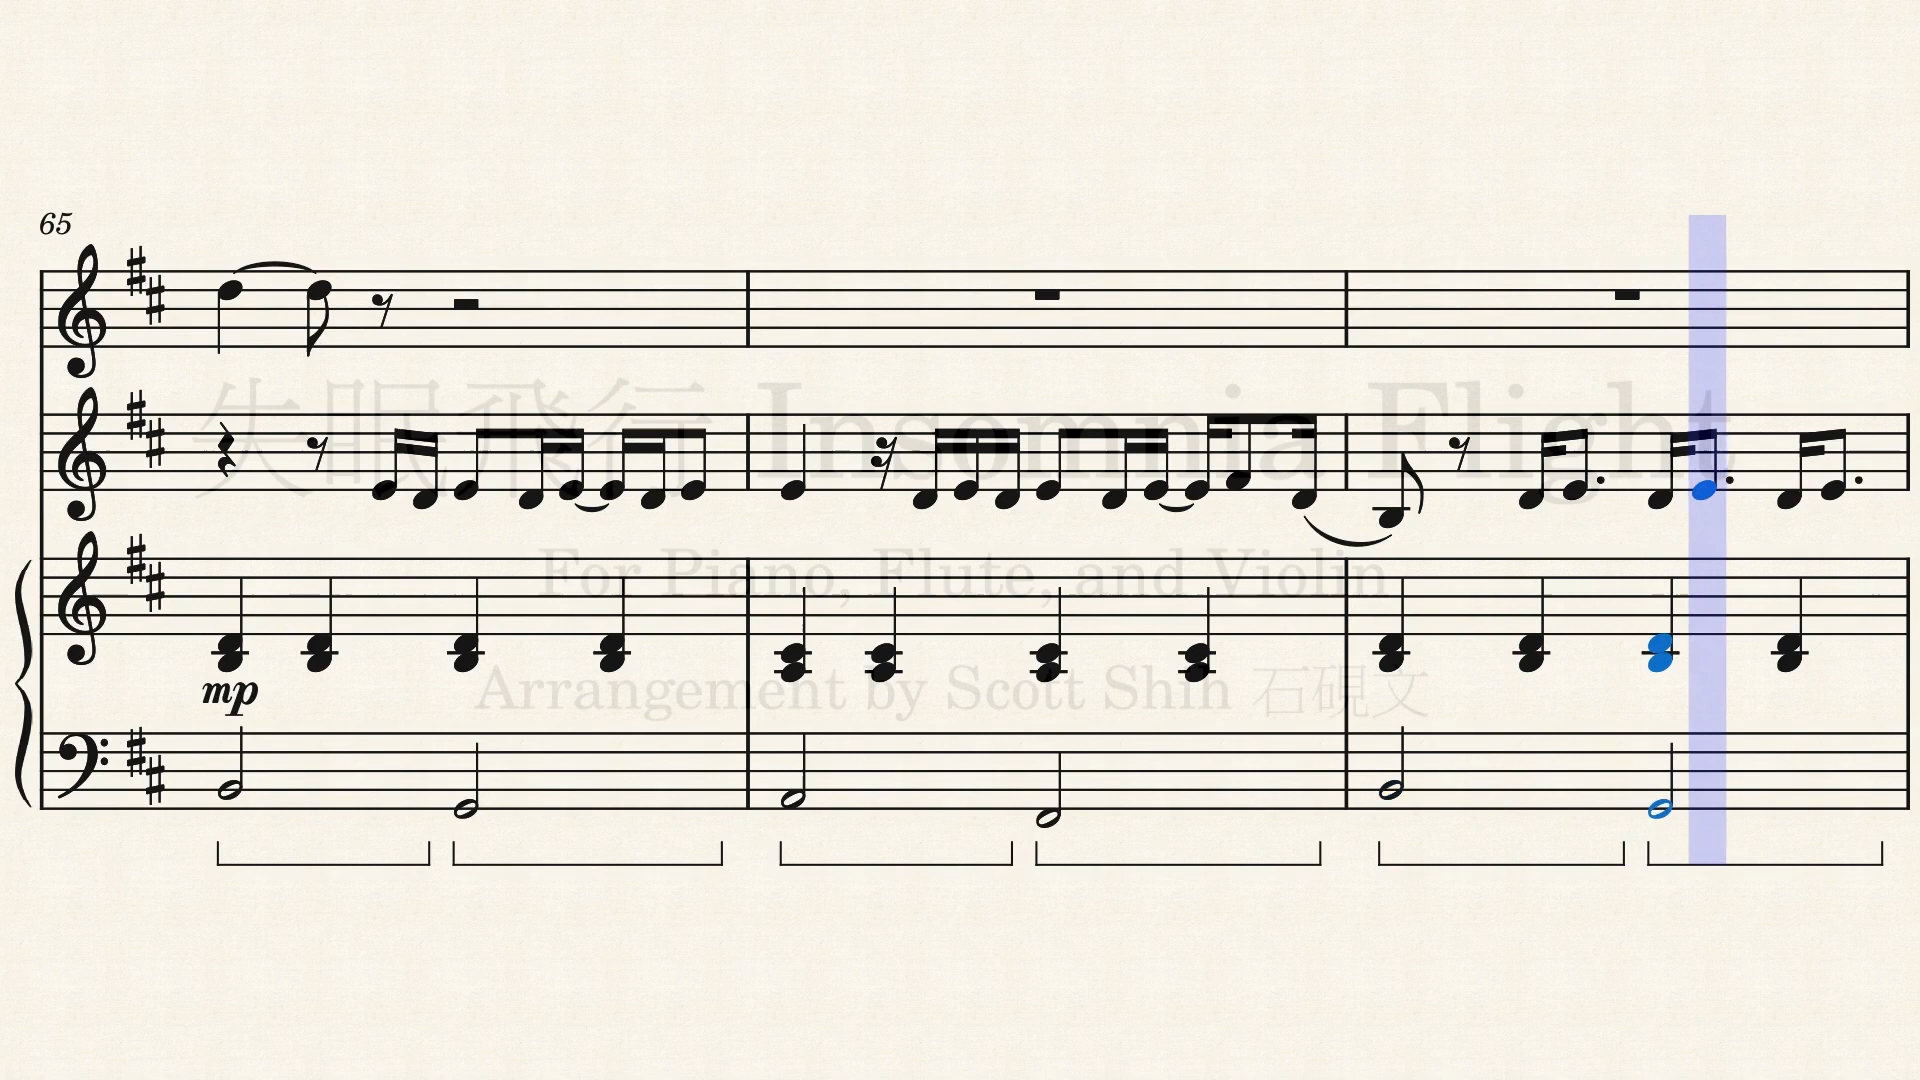 65
失眠飛行 Insomnia Flight
For Piano, Flute, and Violin
mp
Arrangement by Scott Shin 石硯文